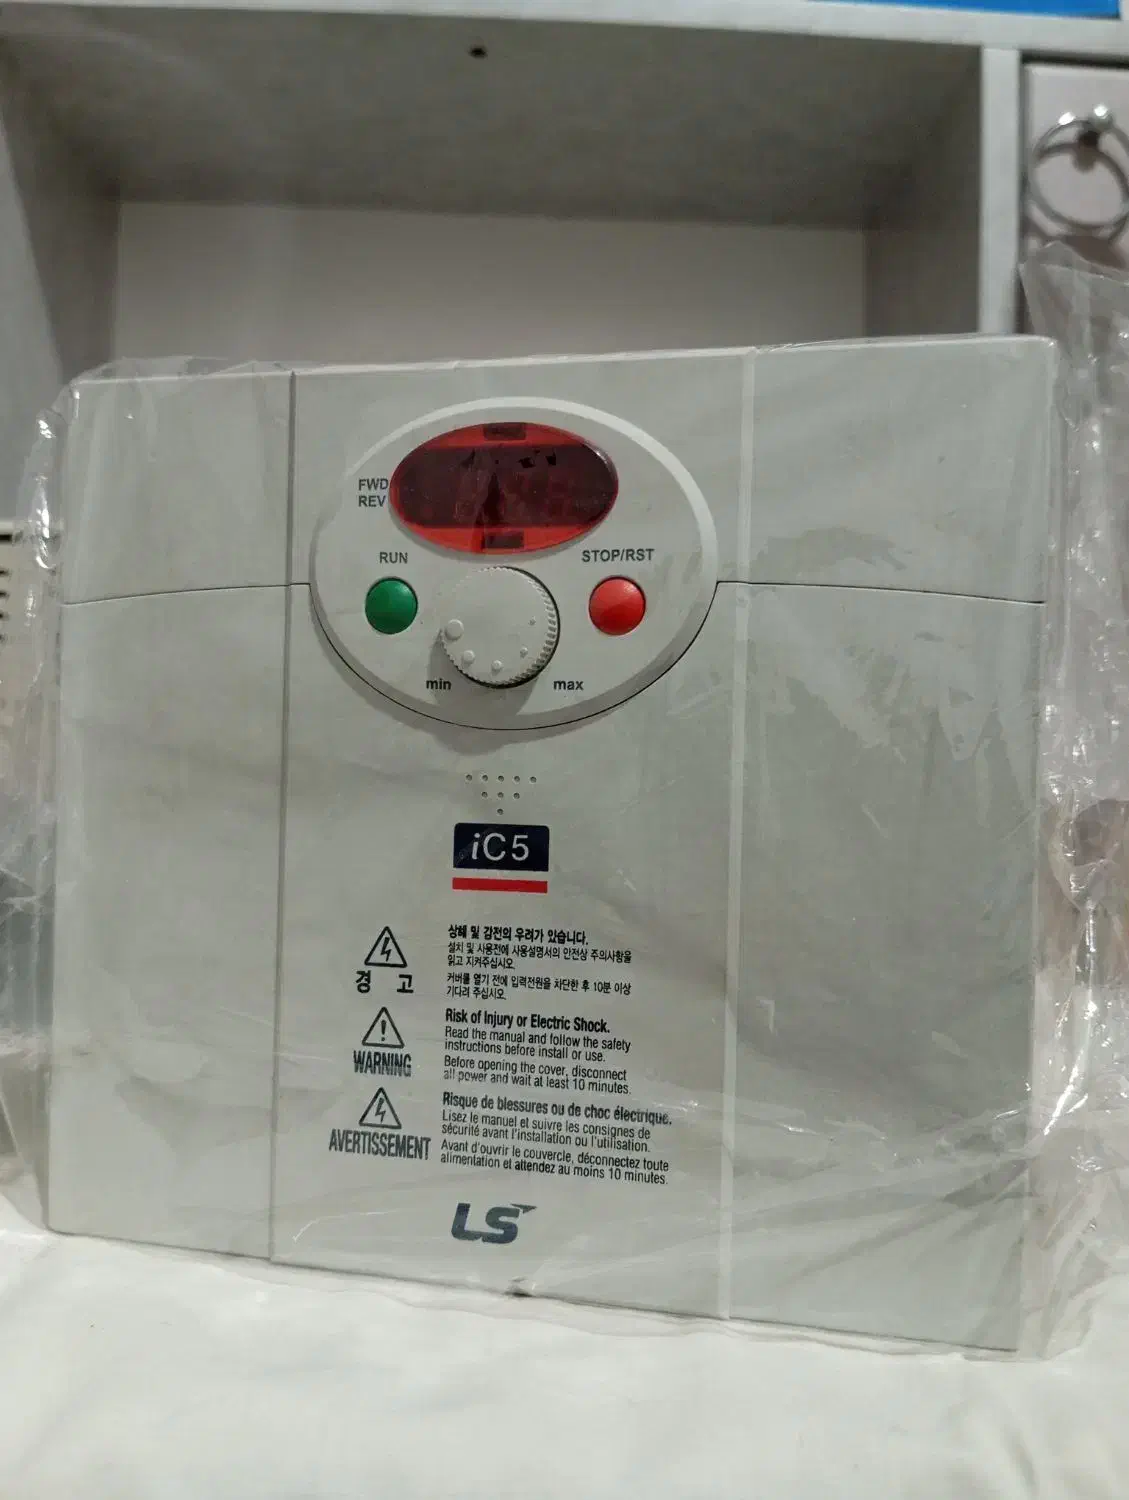 FWD
REV
RUN
STOP/RST
min
max
iC5
상해 및 감전의 우려가 있습니다.
설치 및 사용전에 사용설명서의 안전상 주의사항을
읽고 지켜주십시오.
커버를 열기 전에 입력전원을 차단한 후 10분 이상
기다려 주십시오.
경 고
Risk of Injury or Electric Shock.
Read the manual and follow the safety
instructions before install or use.
Before opening the cover, disconnect
all power and wait at least 10 minutes.
WARNING
Risque de blessures ou de choc électrique.
Lisez le manuel et suivre les consignes de
sécurité avant l'installation ou l'utilisation.
Avant d'ouvrir le couvercle, déconnectez toute
alimentation et attendez au moins 10 minutes.
AVERTISSEMENT
LS